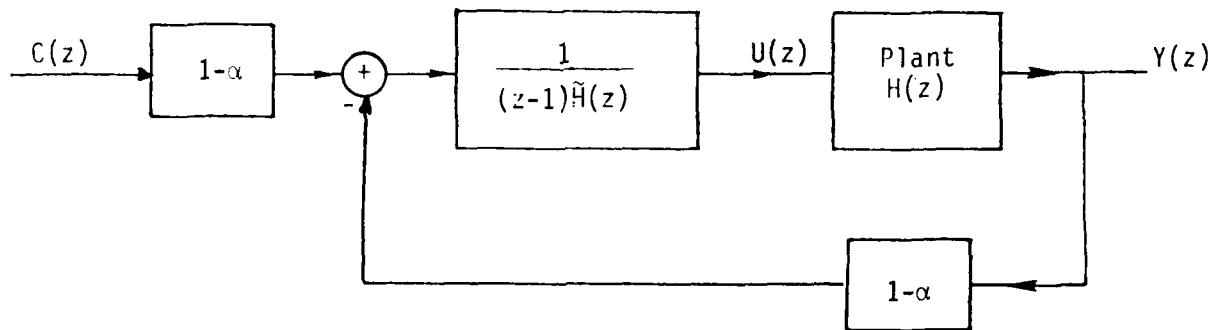 C(z)
1-α
+
-
1
(z-1)H̃(z)
U(z)
Plant
H(z)
Y(z)
1-α